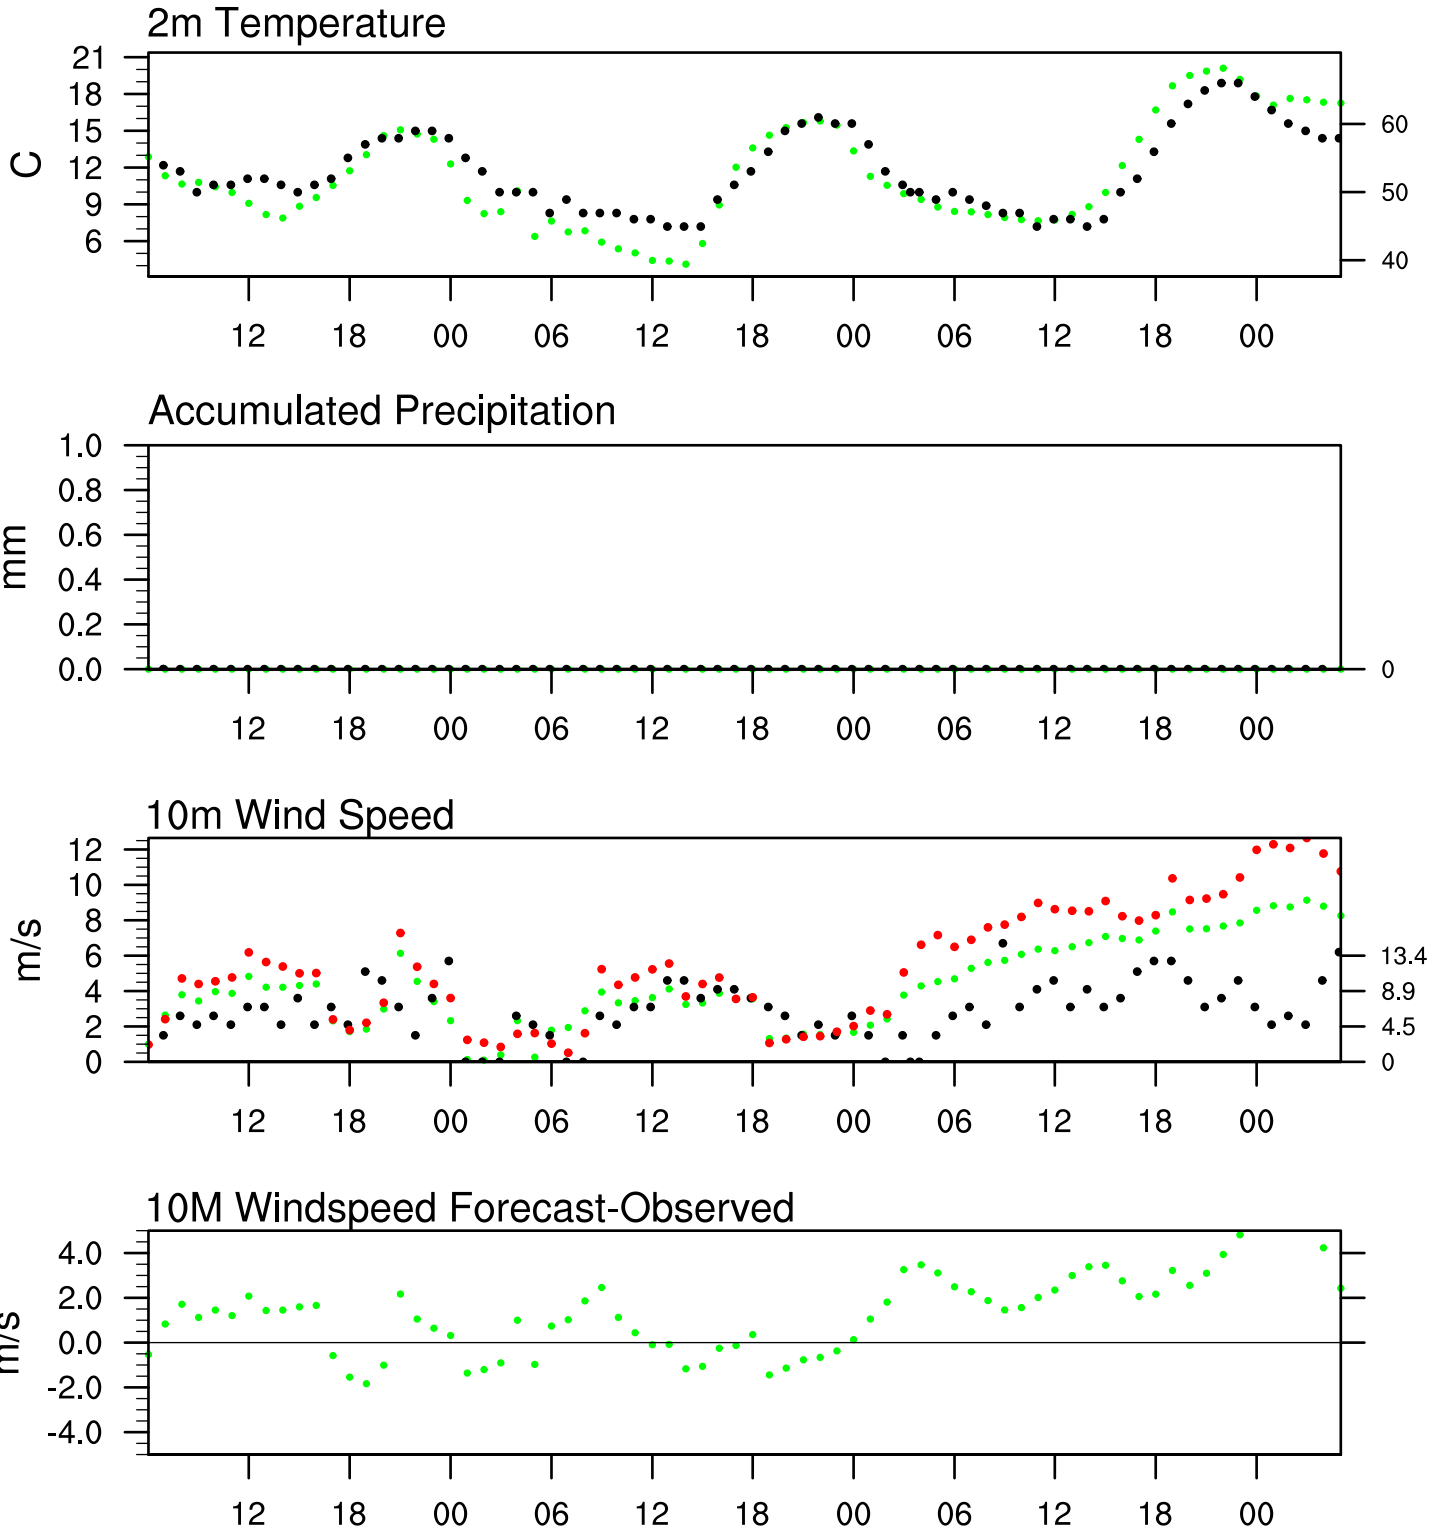 2m Temperature
21
18
15
12
9
6
C
60
50
40
12 18 00 06 12 18 00 06 12 18 00
Accumulated Precipitation
1.0
0.8
0.6
0.4
0.2
0.0
mm
0
12 18 00 06 12 18 00 06 12 18 00
10m Wind Speed
12
10
8
6
4
2
0
m/s
13.4
8.9
4.5
0
12 18 00 06 12 18 00 06 12 18 00
10M Windspeed Forecast-Observed
4.0
2.0
0.0
-2.0
-4.0
m/s
12 18 00 06 12 18 00 06 12 18 00